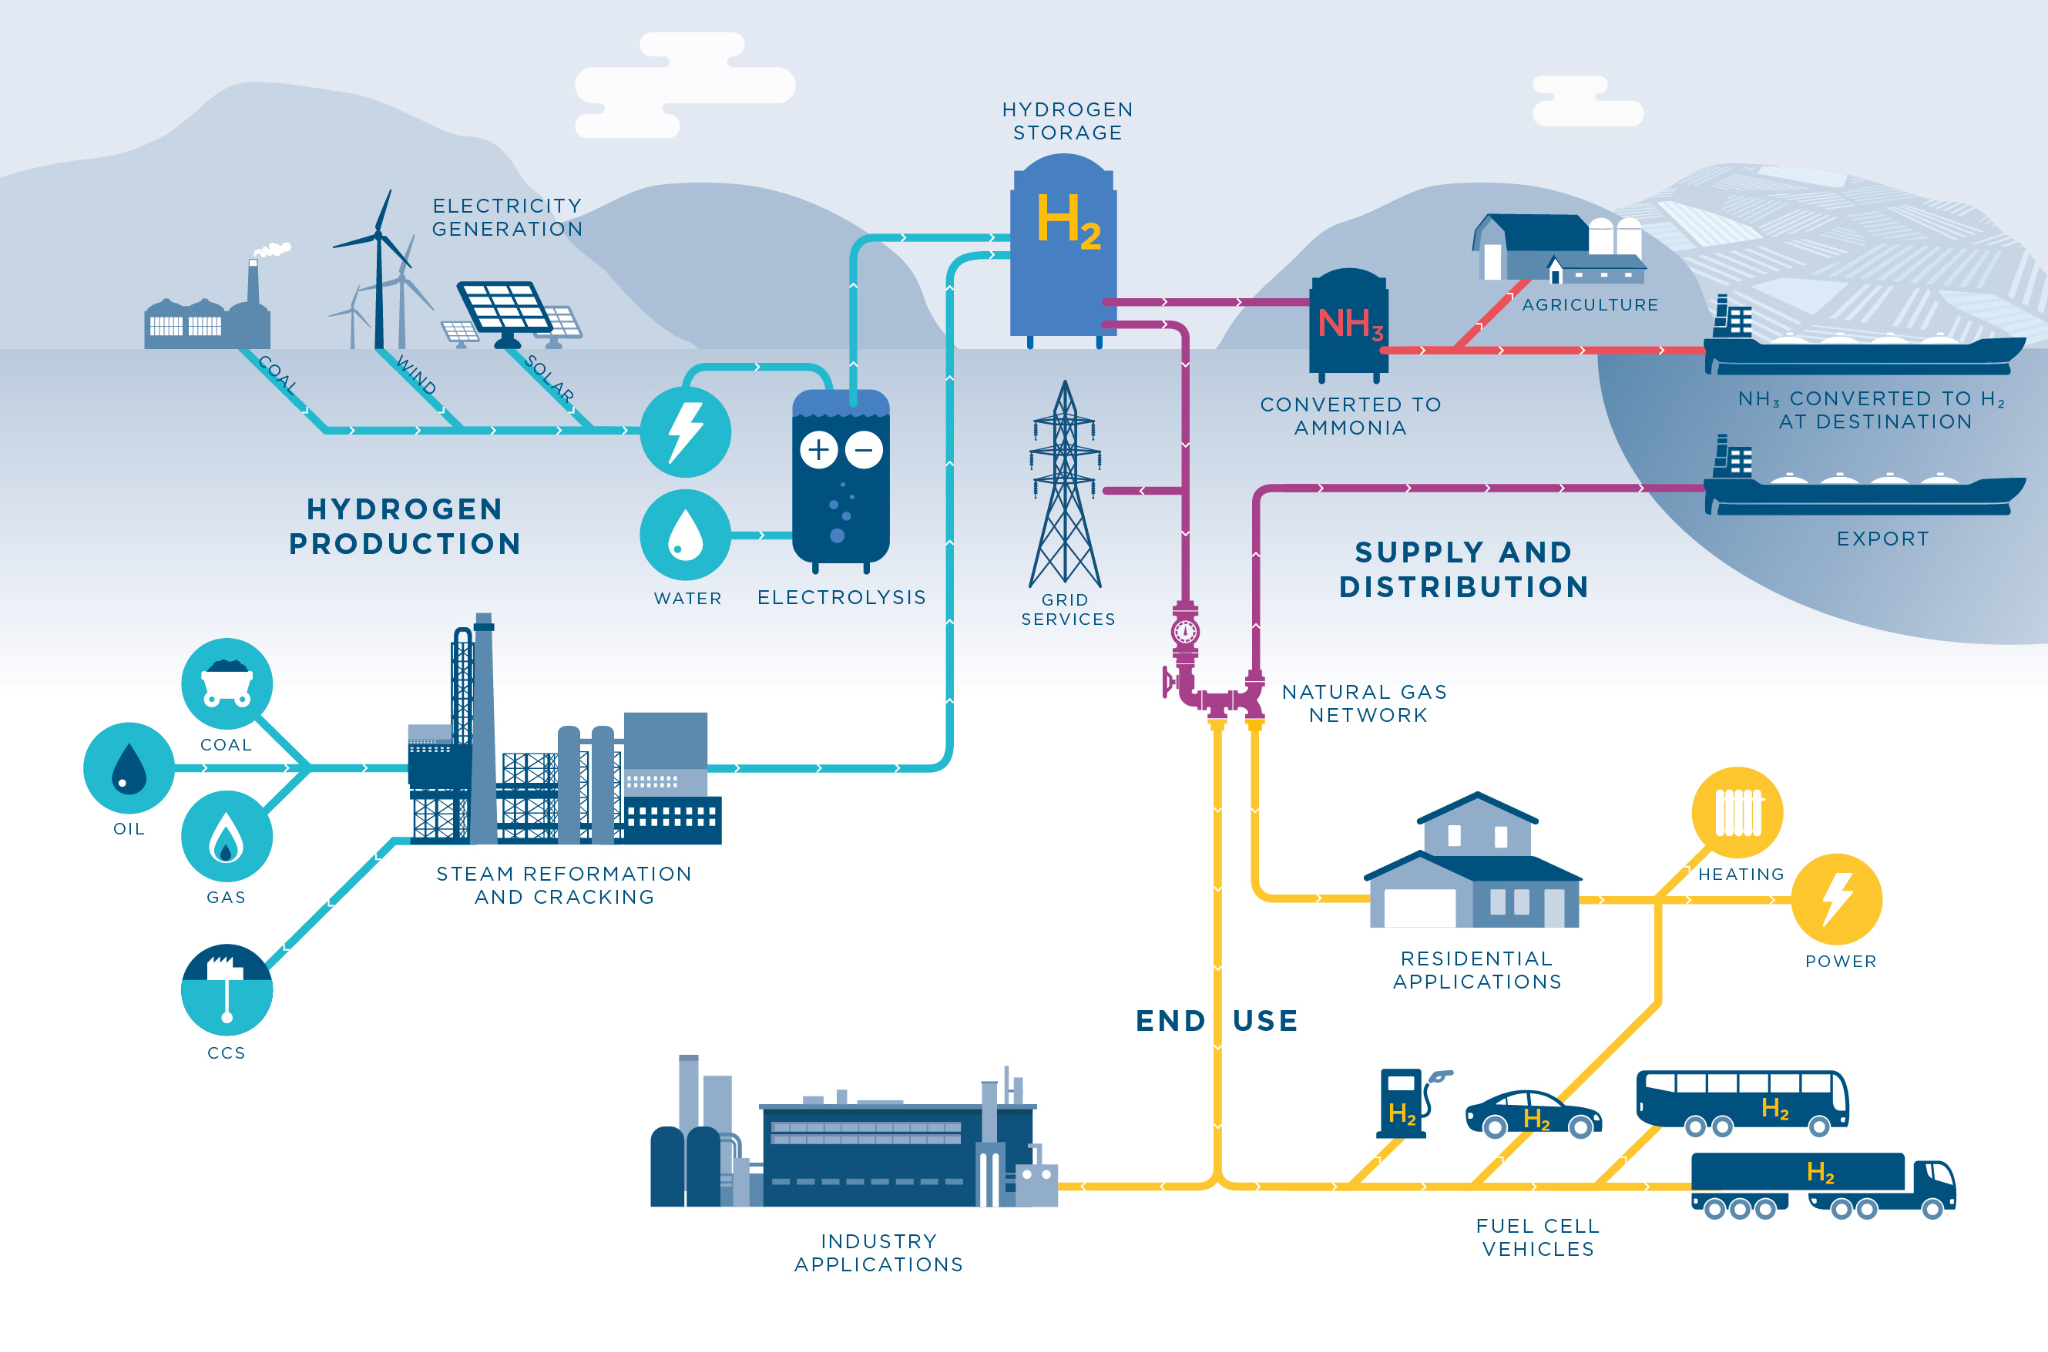 HYDROGEN
STORAGE
H2
ELECTRICITY
GENERATION
COAL
WIND
SOLAR
+
−
HYDROGEN
PRODUCTION
WATER
ELECTROLYSIS
COAL
OIL
GAS
CCS
STEAM REFORMATION
AND CRACKING
GRID
SERVICES
NH3
CONVERTED TO
AMMONIA
AGRICULTURE
NH3 CONVERTED TO H2
AT DESTINATION
EXPORT
SUPPLY AND
DISTRIBUTION
NATURAL GAS
NETWORK
HEATING
POWER
RESIDENTIAL
APPLICATIONS
END USE
H2
H2
H2
H2
FUEL CELL
VEHICLES
INDUSTRY
APPLICATIONS